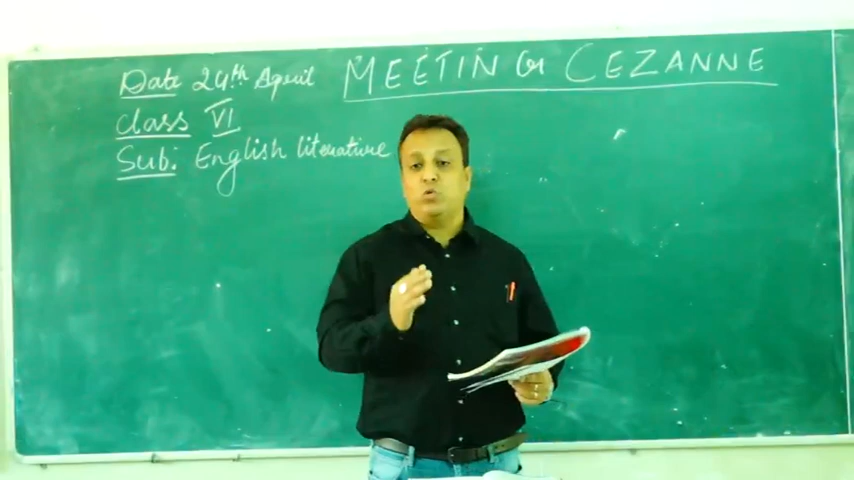 Date 24th April
MEETING CEZANNE
Class VI
Sub: English literature